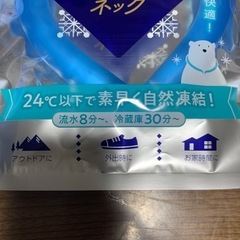 ネック
快適!
24℃以下で素早く自然凍結!
流水8分~、冷蔵庫30分~
アウトドアに
外出時に
お家時間に